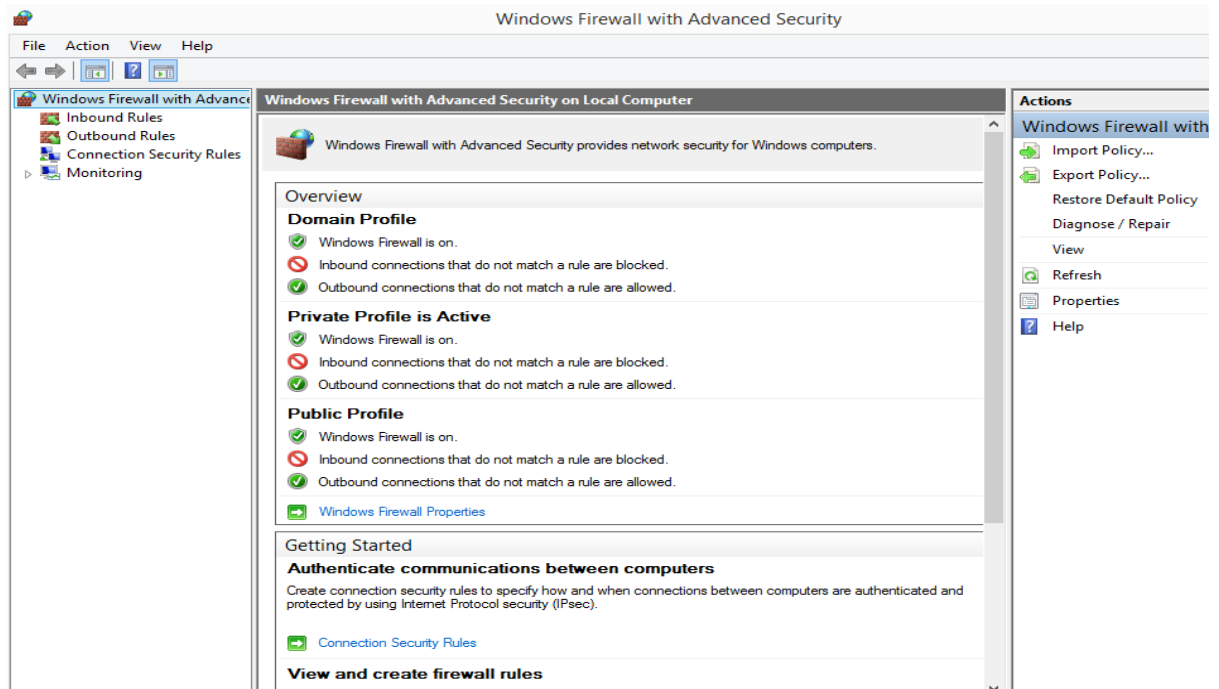 Windows Firewall with Advanced Security
File Action View Help
Windows Firewall with Advance
Inbound Rules
Outbound Rules
Connection Security Rules
Monitoring
Windows Firewall with Advanced Security on Local Computer
Windows Firewall with Advanced Security provides network security for Windows computers.
Overview
Domain Profile
Windows Firewall is on.
Inbound connections that do not match a rule are blocked.
Outbound connections that do not match a rule are allowed.
Private Profile is Active
Windows Firewall is on.
Inbound connections that do not match a rule are blocked.
Outbound connections that do not match a rule are allowed.
Public Profile
Windows Firewall is on.
Inbound connections that do not match a rule are blocked.
Outbound connections that do not match a rule are allowed.
Windows Firewall Properties
Getting Started
Authenticate communications between computers
Create connection security rules to specify how and when connections between computers are authenticated and
protected by using Internet Protocol security (IPsec).
Connection Security Rules
View and create firewall rules
Actions
Windows Firewall with
Import Policy...
Export Policy...
Restore Default Policy
Diagnose / Repair
View
Refresh
Properties
Help